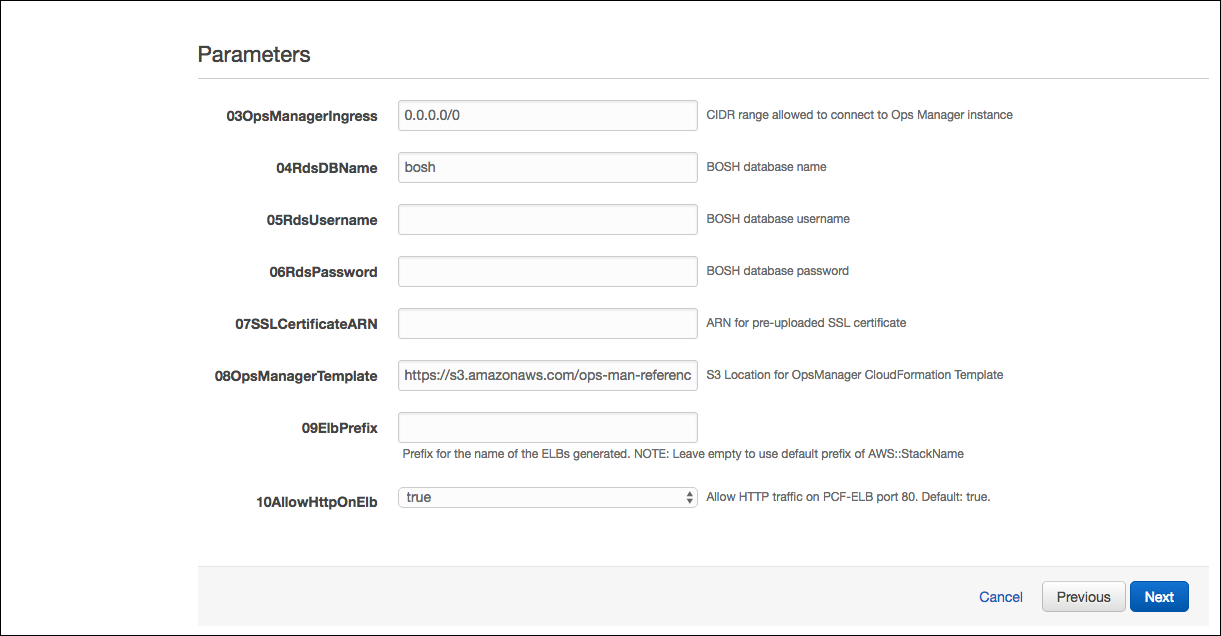 Parameters
03OpsManagerIngress 0.0.0.0/0 CIDR range allowed to connect to Ops Manager instance
04RdsDBName bosh BOSH database name
05RdsUsername BOSH database username
06RdsPassword BOSH database password
07SSLCertificateARN ARN for pre-uploaded SSL certificate
08OpsManagerTemplate https://s3.amazonaws.com/ops-man-referenc S3 Location for OpsManager CloudFormation Template
09ElbPrefix
Prefix for the name of the ELBs generated. NOTE: Leave empty to use default prefix of AWS::StackName
10AllowHttpOnElb true Allow HTTP traffic on PCF-ELB port 80. Default: true.
Cancel Previous Next